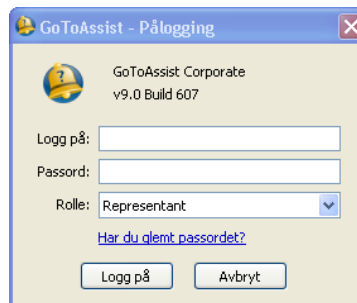 GoToAssist - Pålogging
GoToAssist Corporate
v9.0 Build 607
Logg på:
Passord:
Rolle: Representant
Har du glemt passordet?
Logg på Avbryt